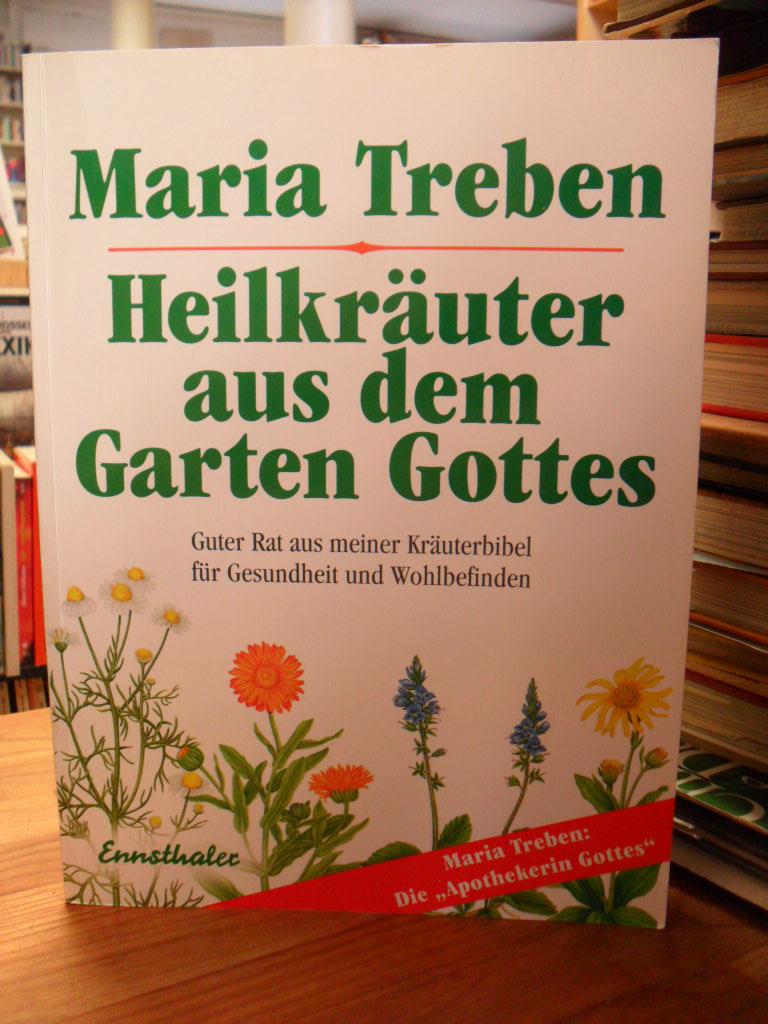 Maria Treben
Heilkräuter
aus dem
Garten Gottes
Guter Rat aus meiner Kräuterbibel
für Gesundheit und Wohlbefinden
Ennsthaler
Maria Treben:
Die „Apothekerin Gottes“